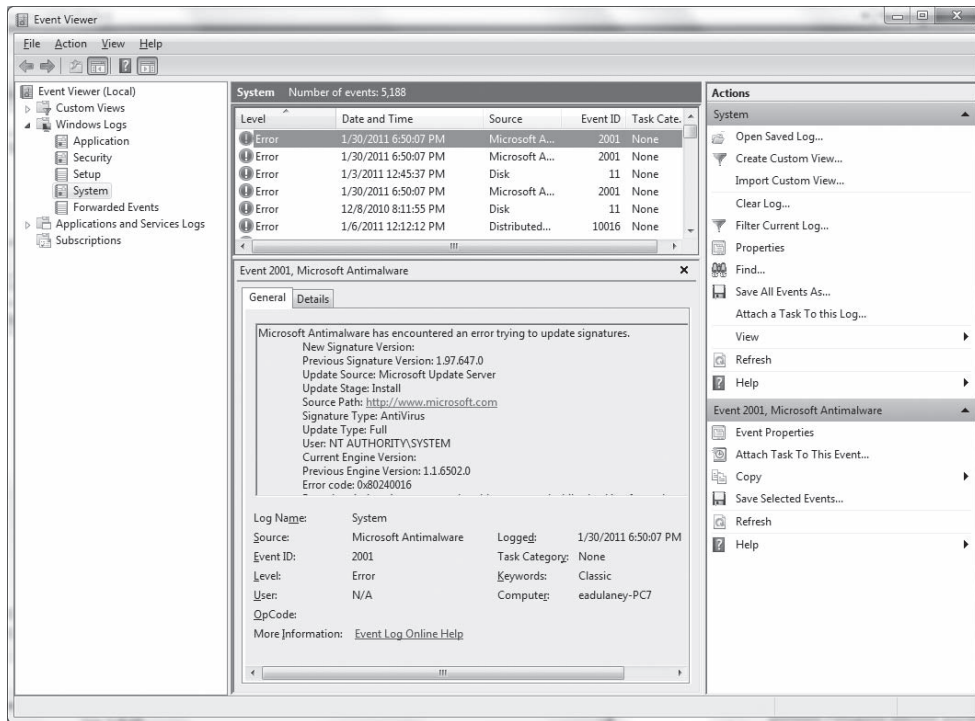 Event Viewer
File Action View Help
Event Viewer (Local)
Custom Views
Windows Logs
Application
Security
Setup
System
Forwarded Events
Applications and Services Logs
Subscriptions
System Number of events: 5,188
Level Date and Time Source Event ID Task Cate.
Error 1/30/2011 6:50:07 PM Microsoft A... 2001 None
Error 1/30/2011 6:50:07 PM Microsoft A... 2001 None
Error 1/3/2011 12:45:37 PM Disk 11 None
Error 1/30/2011 6:50:07 PM Microsoft A... 2001 None
Error 12/8/2010 8:11:55 PM Disk 11 None
Error 1/6/2011 12:12:12 PM Distributed... 10016 None
Event 2001, Microsoft Antimalware
General Details
Microsoft Antimalware has encountered an error trying to update signatures.
New Signature Version:
Previous Signature Version: 1.97.647.0
Update Source: Microsoft Update Server
Update Stage: Install
Source Path: http://www.microsoft.com
Signature Type: AntiVirus
Update Type: Full
User: NT AUTHORITY\SYSTEM
Current Engine Version:
Previous Engine Version: 1.1.6502.0
Error code: 0x80240016
Log Name: System
Source: Microsoft Antimalware Logged: 1/30/2011 6:50:07 PM
Event ID: 2001 Task Category: None
Level: Error Keywords: Classic
User: N/A Computer: eadulaney-PC7
OpCode:
More Information: Event Log Online Help
Actions
System
Open Saved Log...
Create Custom View...
Import Custom View...
Clear Log...
Filter Current Log...
Properties
Find...
Save All Events As...
Attach a Task To this Log...
View
Refresh
Help
Event 2001, Microsoft Antimalware
Event Properties
Attach Task To This Event...
Copy
Save Selected Events...
Refresh
Help